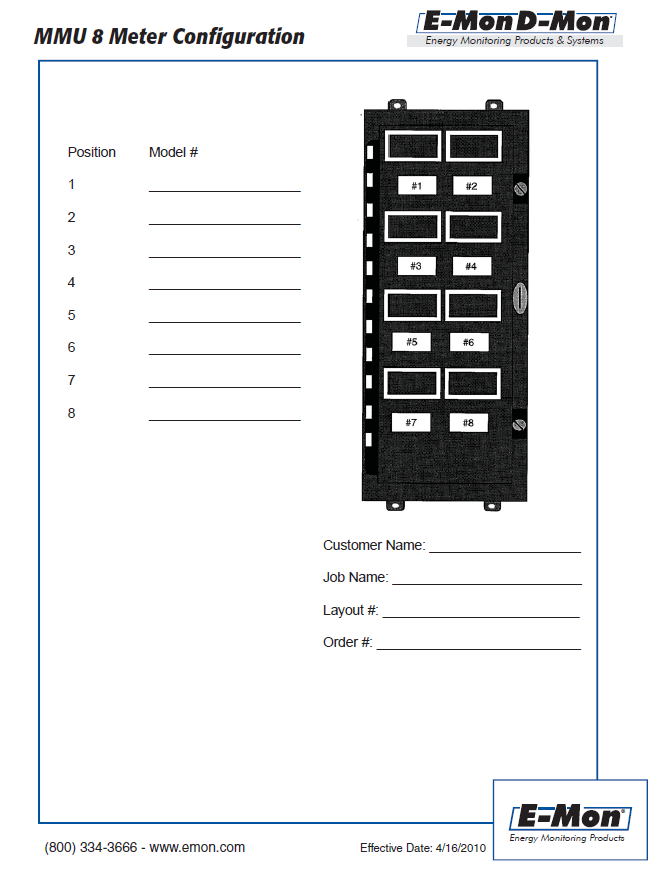 MMU 8 Meter Configuration
E-Mon D-Mon®
Energy Monitoring Products & Systems
Position Model #
1
2
3
4
5
6
7
8
#1 #2
#3 #4
#5 #6
#7 #8
Customer Name:
Job Name:
Layout #:
Order #:
E-Mon®
Energy Monitoring Products
(800) 334-3666 - www.emon.com
Effective Date: 4/16/2010